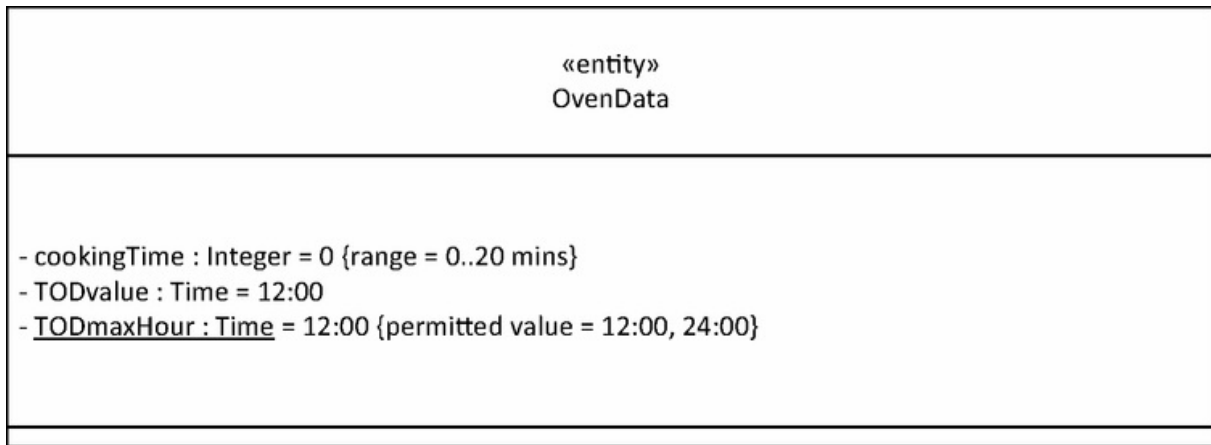 «entity»
OvenData
- cookingTime : Integer = 0 {range = 0..20 mins}
- TODvalue : Time = 12:00
- TODmaxHour : Time = 12:00 {permitted value = 12:00, 24:00}